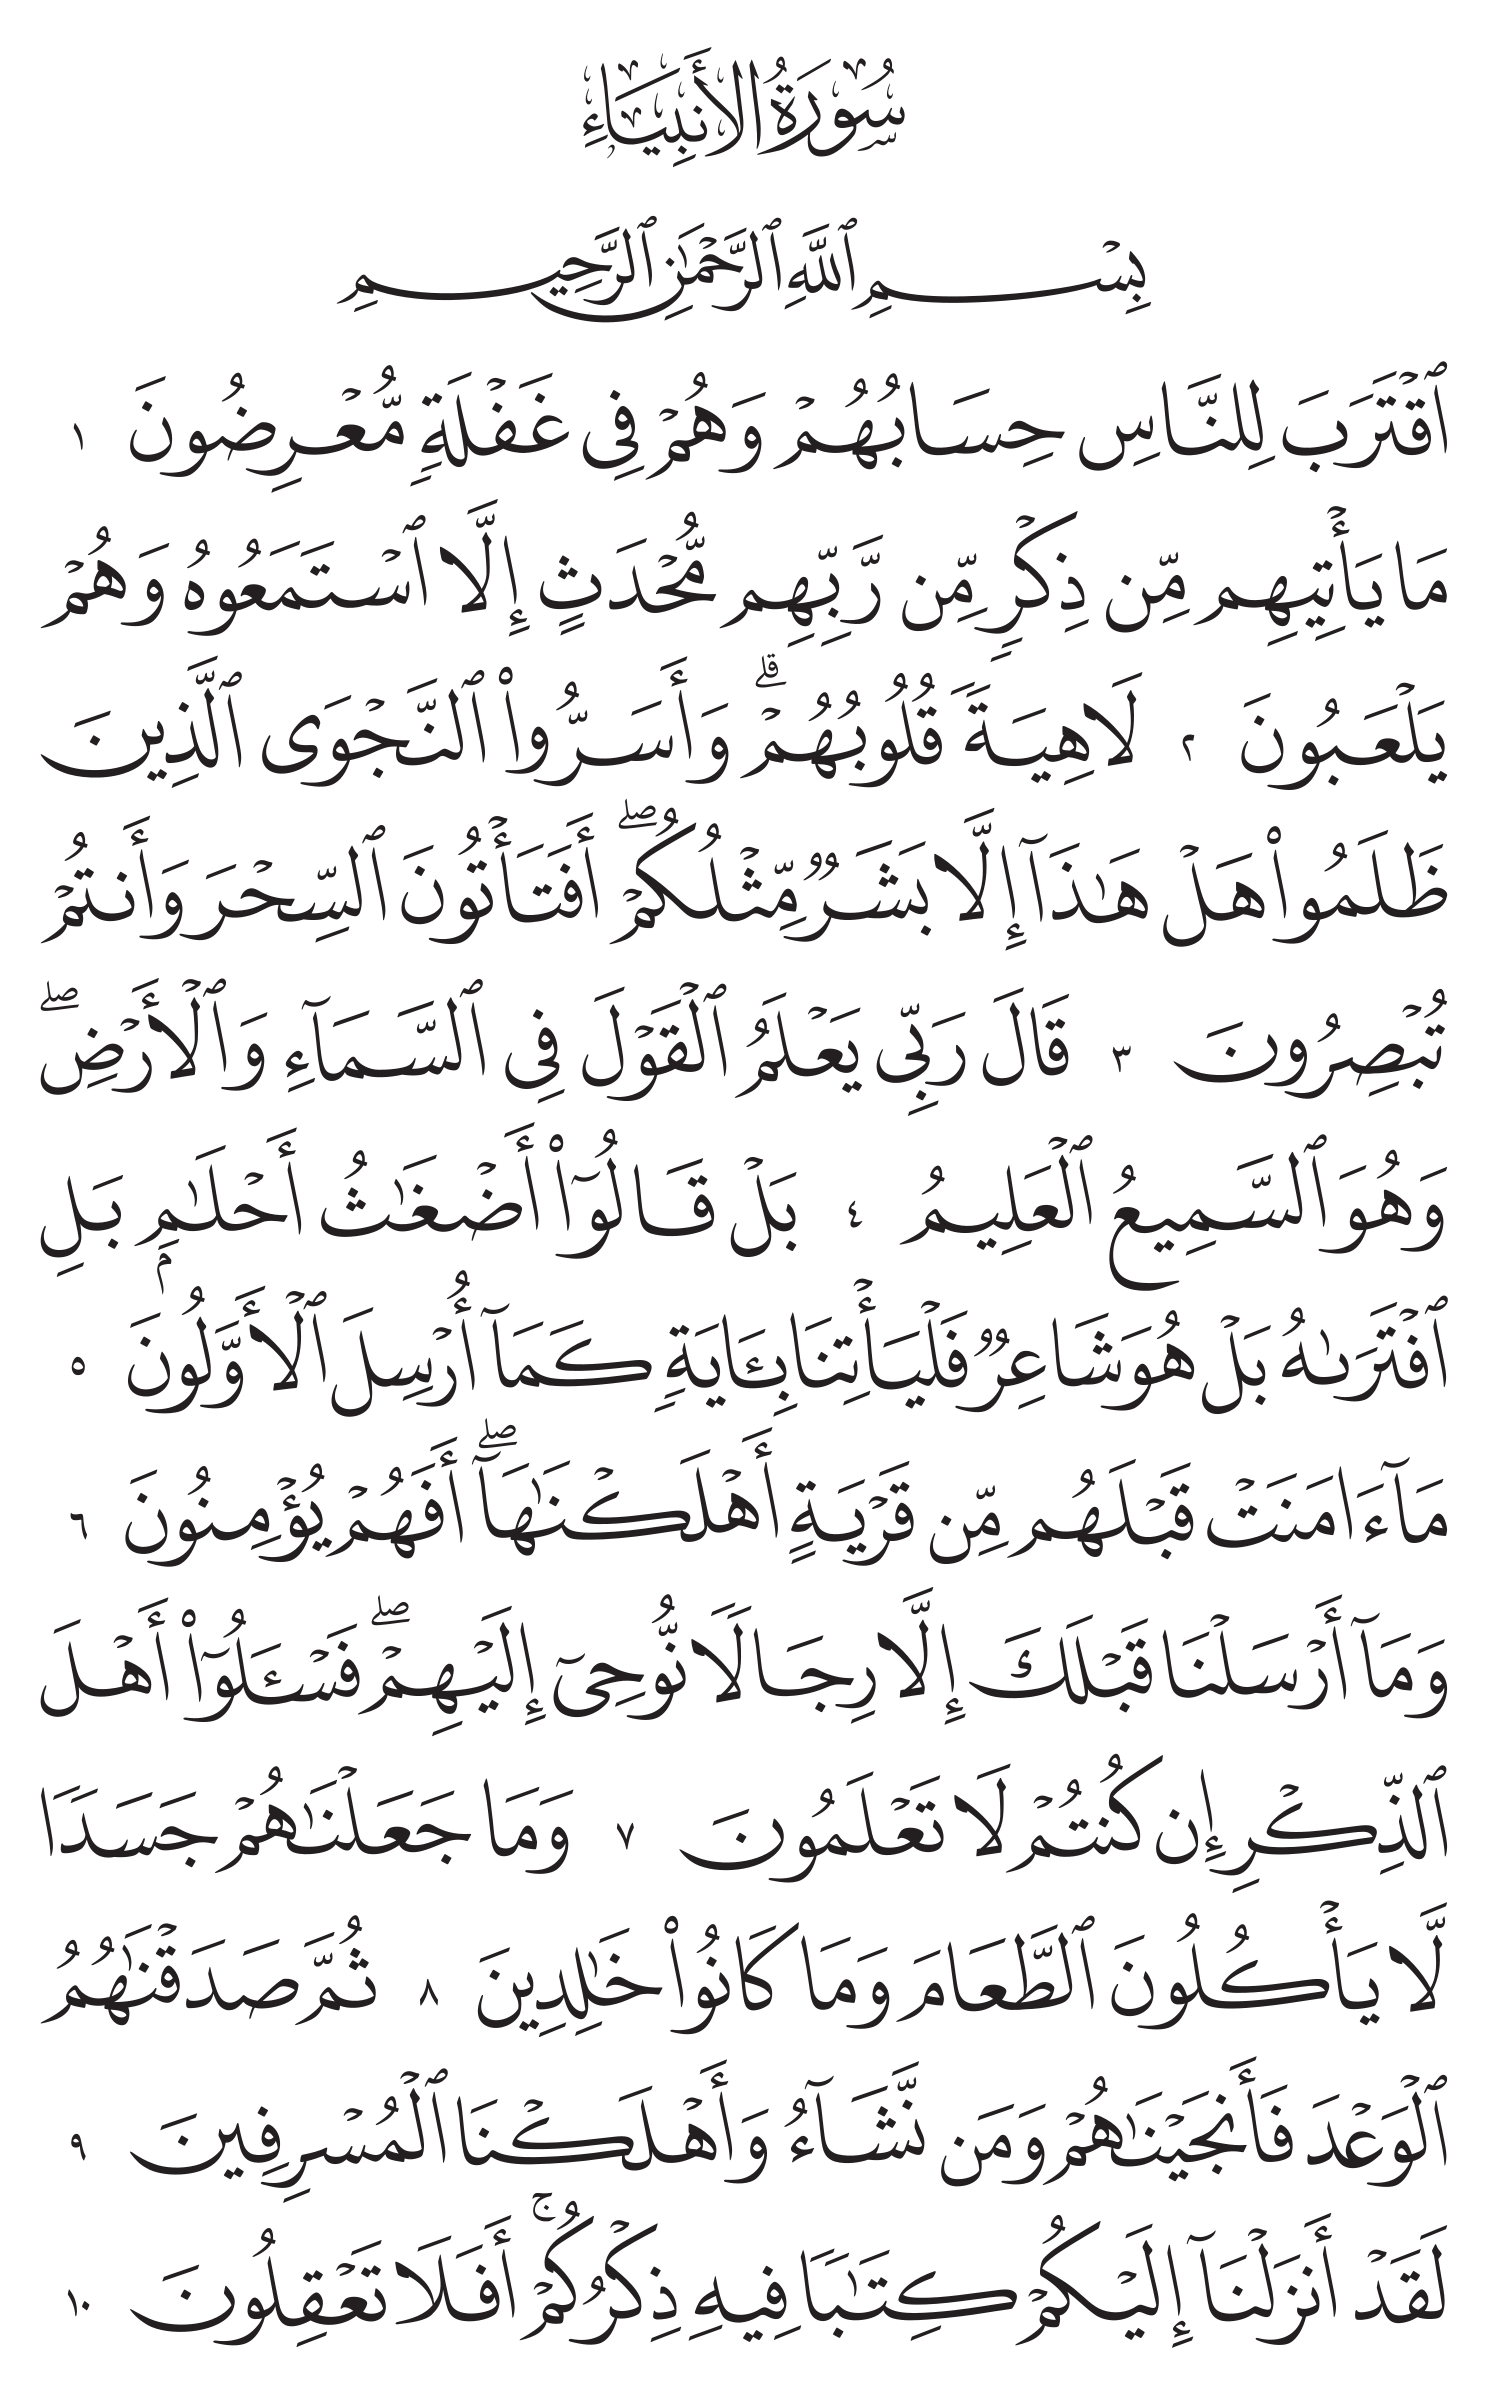 سُورَةُ الأَنبِيَاءِ
بِسْمِ ٱللَّهِ ٱلرَّحْمَٰنِ ٱلرَّحِيمِ
ٱقْتَرَبَ لِلنَّاسِ حِسَابُهُمْ وَهُمْ فِى غَفْلَةٍ مُّعْرِضُونَ ١
مَا يَأْتِيهِم مِّن ذِكْرٍ مِّن رَّبِّهِم مُّحْدَثٍ إِلَّا ٱسْتَمَعُوهُ وَهُمْ
يَلْعَبُونَ ٢ لَاهِيَةً قُلُوبُهُمْ ۗ وَأَسَرُّوا۟ ٱلنَّجْوَى ٱلَّذِينَ
ظَلَمُوا۟ هَلْ هَٰذَآ إِلَّا بَشَرٌ مِّثْلُكُمْ ۖ أَفَتَأْتُونَ ٱلسِّحْرَ وَأَنتُمْ
تُبْصِرُونَ ٣ قَالَ رَبِّى يَعْلَمُ ٱلْقَوْلَ فِى ٱلسَّمَآءِ وَٱلْأَرْضِ ۖ
وَهُوَ ٱلسَّمِيعُ ٱلْعَلِيمُ ٤ بَلْ قَالُوٓا۟ أَضْغَٰثُ أَحْلَٰمٍۭ بَلِ
ٱفْتَرَىٰهُ بَلْ هُوَ شَاعِرٌ فَلْيَأْتِنَا بِـَٔايَةٍ كَمَآ أُرْسِلَ ٱلْأَوَّلُونَ ٥
مَآ ءَامَنَتْ قَبْلَهُم مِّن قَرْيَةٍ أَهْلَكْنَٰهَآ ۖ أَفَهُمْ يُؤْمِنُونَ ٦
وَمَآ أَرْسَلْنَا قَبْلَكَ إِلَّا رِجَالًا نُّوحِىٓ إِلَيْهِمْ ۖ فَسْـَٔلُوٓا۟ أَهْلَ
ٱلذِّكْرِ إِن كُنتُمْ لَا تَعْلَمُونَ ٧ وَمَا جَعَلْنَٰهُمْ جَسَدًا
لَّا يَأْكُلُونَ ٱلطَّعَامَ وَمَا كَانُوا۟ خَٰلِدِينَ ٨ ثُمَّ صَدَقْنَٰهُمُ
ٱلْوَعْدَ فَأَنجَيْنَٰهُمْ وَمَن نَّشَآءُ وَأَهْلَكْنَا ٱلْمُسْرِفِينَ ٩
لَقَدْ أَنزَلْنَآ إِلَيْكُمْ كِتَٰبًا فِيهِ ذِكْرُكُمْ ۚ أَفَلَا تَعْقِلُونَ ١٠